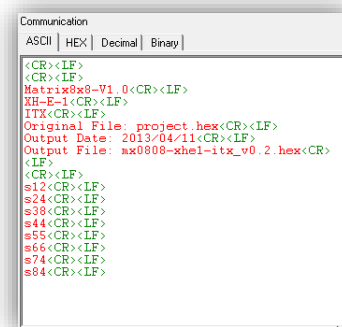 Communication
ASCII HEX Decimal Binary
<CR><LF>
<CR><LF>
Matrix8x8-V1.0<CR><LF>
XH-E-1<CR><LF>
ITX<CR><LF>
Original File: project.hex<CR><LF>
Output Date: 2013/04/11<CR><LF>
Output File: mx0808-xhe1-itx_v0.2.hex<CR>
<LF>
<CR><LF>
s12<CR><LF>
s24<CR><LF>
s38<CR><LF>
s44<CR><LF>
s55<CR><LF>
s66<CR><LF>
s74<CR><LF>
s84<CR><LF>